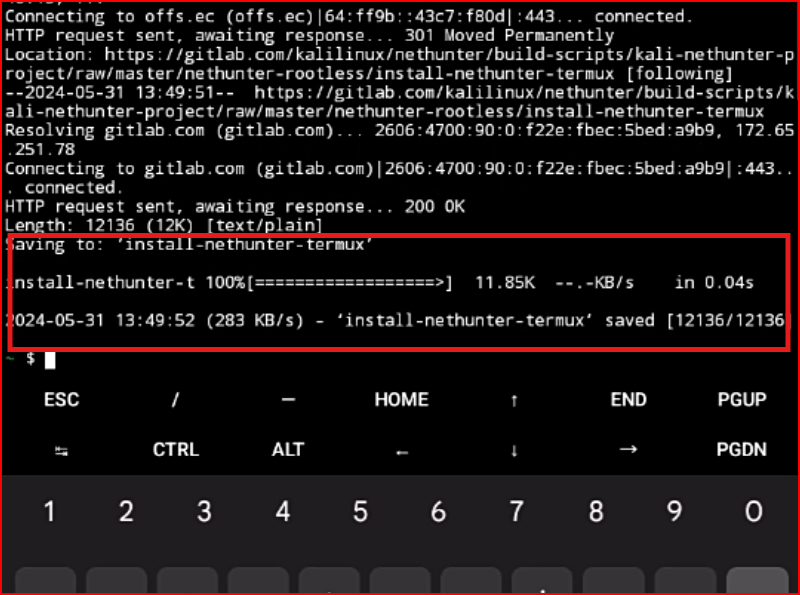 Connecting to offs.ec (offs.ec)|64:ff9b::43c7:f80d|:443... connected.
HTTP request sent, awaiting response... 301 Moved Permanently
Location: https://gitlab.com/kalilinux/nethunter/build-scripts/kali-nethunter-p
roject/raw/master/nethunter-rootless/install-nethunter-termux [following]
--2024-05-31 13:49:51--  https://gitlab.com/kalilinux/nethunter/build-scripts/k
ali-nethunter-project/raw/master/nethunter-rootless/install-nethunter-termux
Resolving gitlab.com (gitlab.com)... 2606:4700:90:0:f22e:fbec:5bed:a9b9, 172.65
.251.78
Connecting to gitlab.com (gitlab.com)|2606:4700:90:0:f22e:fbec:5bed:a9b9|:443..
. connected.
HTTP request sent, awaiting response... 200 OK
Length: 12136 (12K) [text/plain]
Saving to: ‘install-nethunter-termux’
install-nethunter-t 100%[==================>]  11.85K  --.-KB/s    in 0.04s
2024-05-31 13:49:52 (283 KB/s) - ‘install-nethunter-termux’ saved [12136/12136
~ $
ESC / — HOME ↑ END PGUP
↹ CTRL ALT ← ↓ → PGDN
1 2 3 4 5 6 7 8 9 0